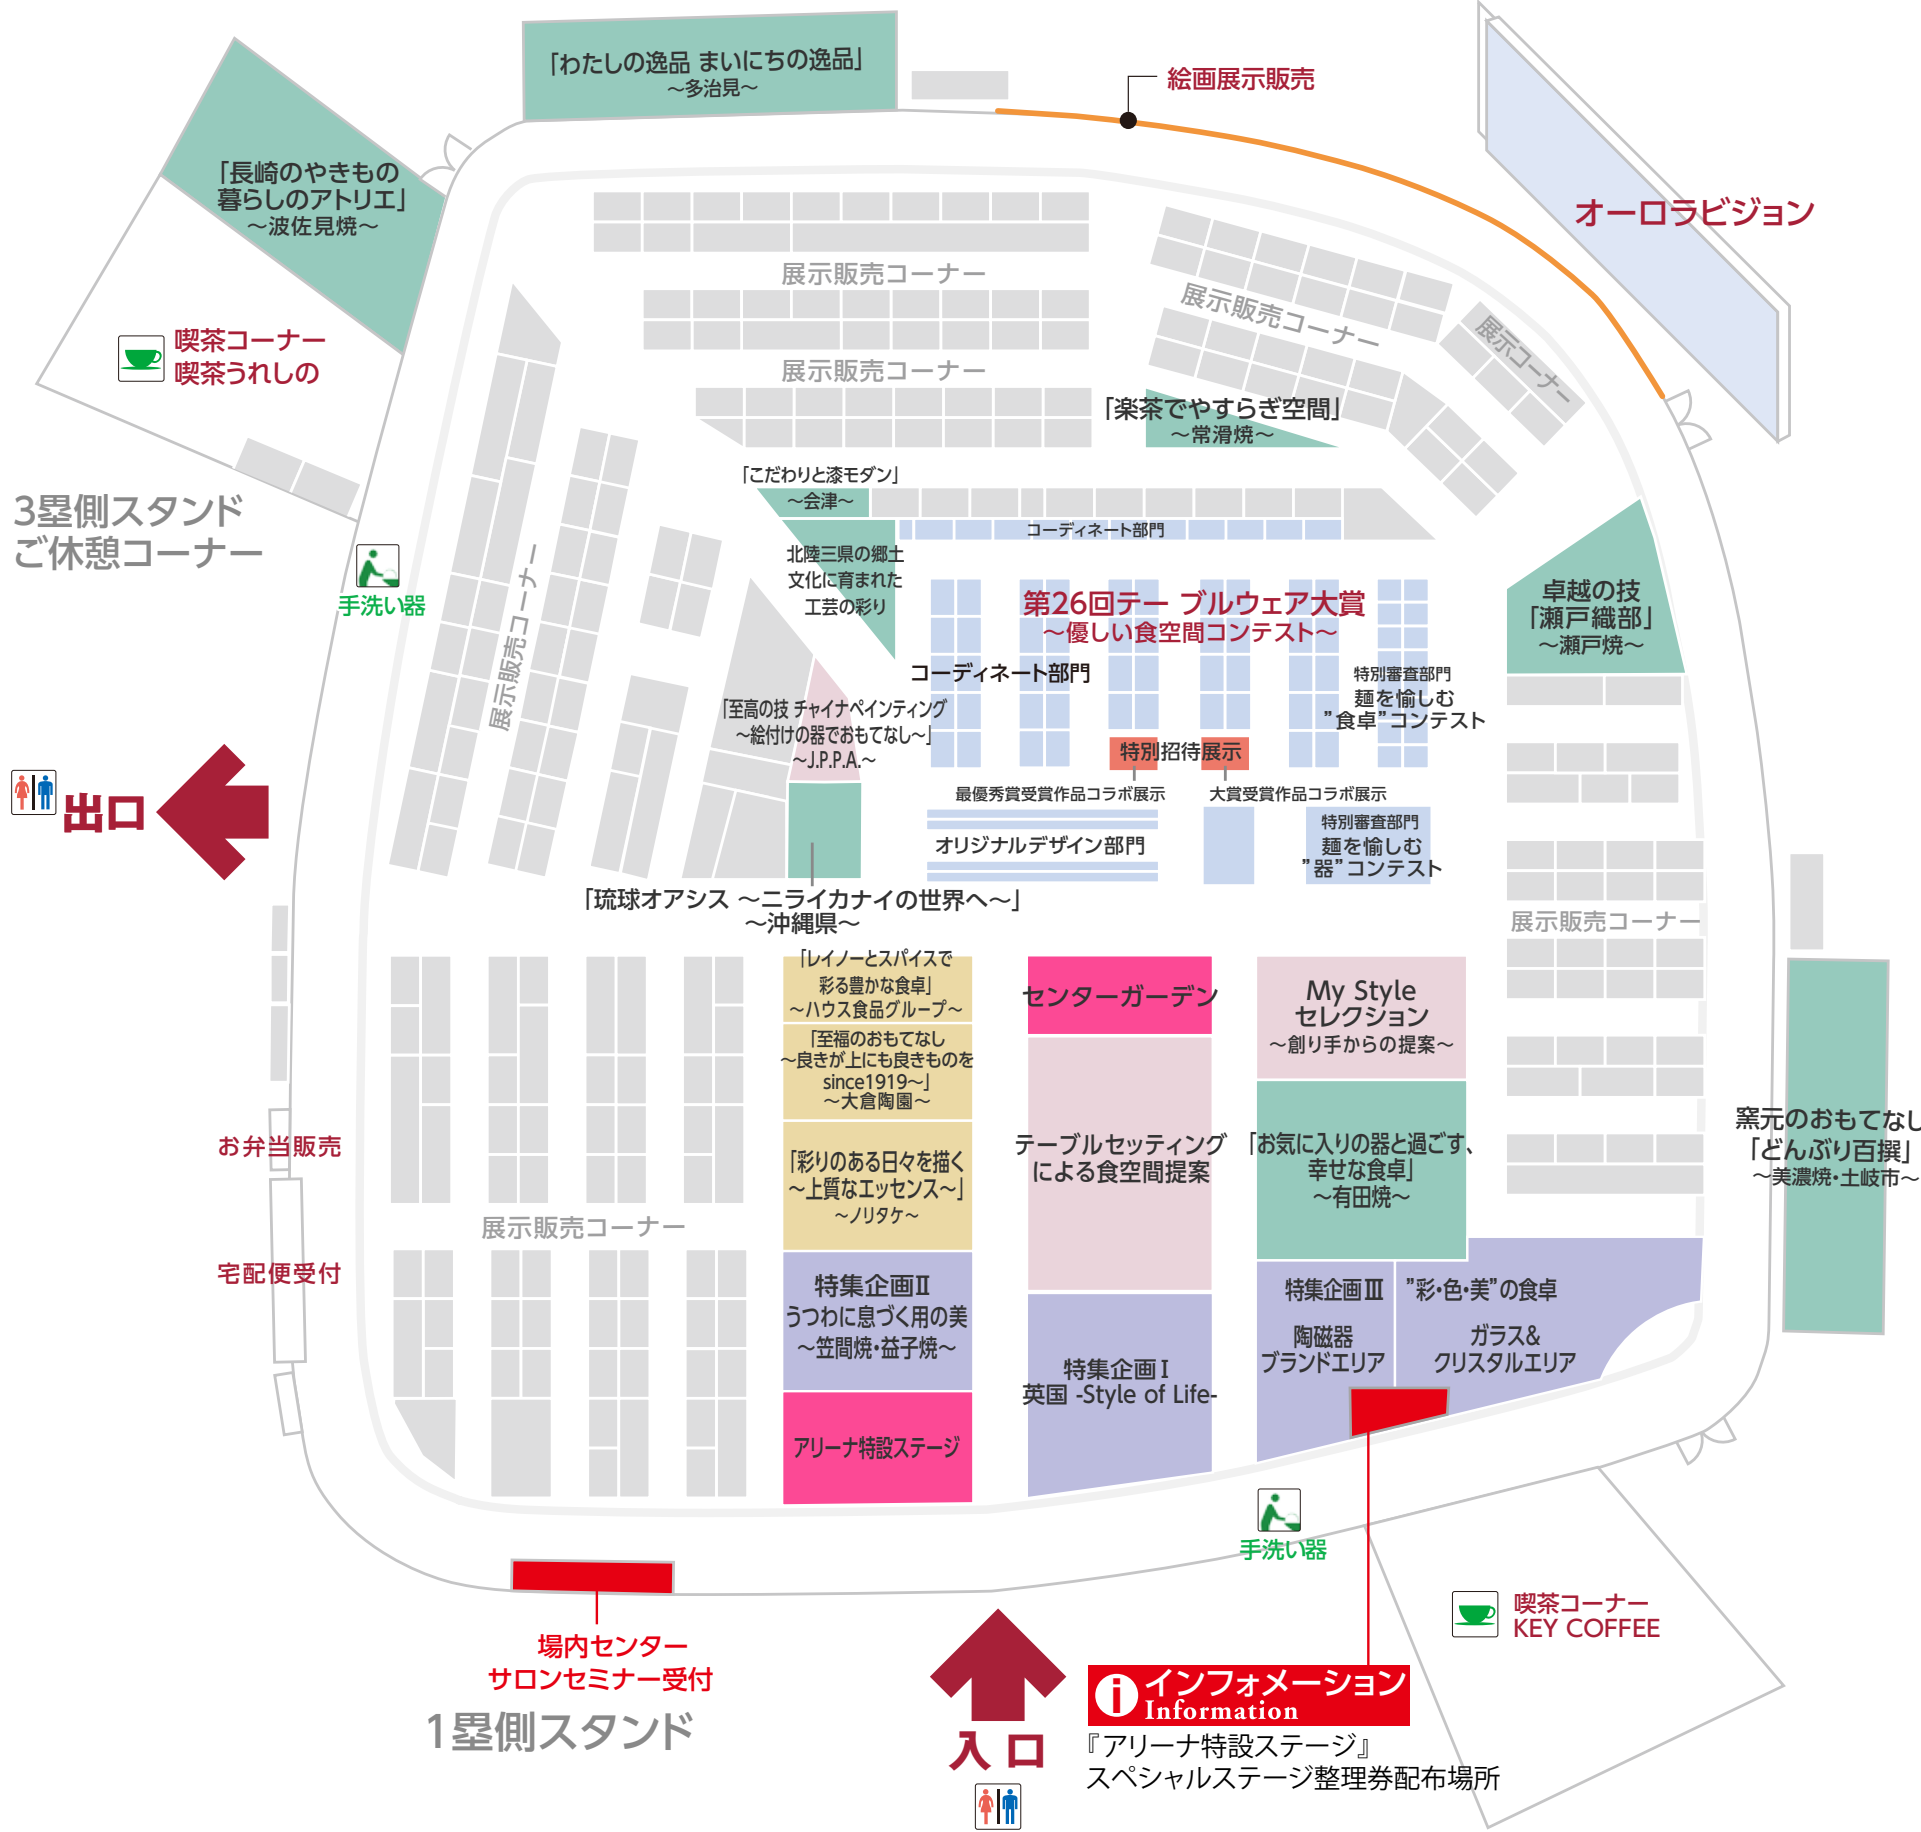 「わたしの逸品 まいにちの逸品」
〜多治見〜
絵画展示販売
「長崎のやきもの
暮らしのアトリエ」
〜波佐見焼〜
オーロラビジョン
展示販売コーナー
展示販売コーナー
展示コーナー
喫茶コーナー
喫茶うれしの
展示販売コーナー
「楽茶でやすらぎ空間」
〜常滑焼〜
「こだわりと漆モダン」
〜会津〜
3塁側スタンド
ご休憩コーナー
コーディネート部門
北陸三県の郷土
文化に育まれた
工芸の彩り
手洗い器
展示販売コーナー
第26回テー ブルウェア大賞
〜優しい食空間コンテスト〜
卓越の技
「瀬戸織部」
〜瀬戸焼〜
コーディネート部門
特別審査部門
麺を愉しむ
”食卓”コンテスト
「至高の技 チャイナペインティング
〜絵付けの器でおもてなし〜」
〜J.P.P.A.〜
特別招待展示
最優秀賞受賞作品コラボ展示
大賞受賞作品コラボ展示
出口
オリジナルデザイン部門
特別審査部門
麺を愉しむ
”器”コンテスト
「琉球オアシス 〜ニライカナイの世界へ〜」
〜沖縄県〜
展示販売コーナー
「レイノーとスパイスで
彩る豊かな食卓」
〜ハウス食品グループ〜
センターガーデン
My Style
セレクション
〜創り手からの提案〜
「至福のおもてなし
〜良きが上にも良きものを
since1919〜」
〜大倉陶園〜
お弁当販売
「彩りのある日々を描く
〜上質なエッセンス〜」
〜ノリタケ〜
テーブルセッティング
による食空間提案
「お気に入りの器と過ごす、
幸せな食卓」
〜有田焼〜
窯元のおもてなし
「どんぶり百撰」
〜美濃焼・土岐市〜
展示販売コーナー
宅配便受付
特集企画Ⅱ
うつわに息づく用の美
〜笠間焼・益子焼〜
特集企画Ⅰ
英国 -Style of Life-
特集企画Ⅲ ”彩・色・美”の食卓
陶磁器
ブランドエリア
ガラス&
クリスタルエリア
アリーナ特設ステージ
手洗い器
場内センター
サロンセミナー受付
1塁側スタンド
喫茶コーナー
KEY COFFEE
入口
iインフォメーション
Information
『アリーナ特設ステージ』
スペシャルステージ整理券配布場所